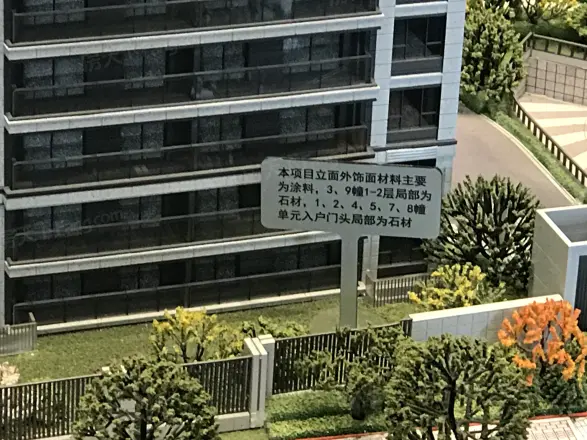 本项目立面外饰面材料主要
为涂料，3、9幢1-2层局部为
石材，1、2、4、5、7、8幢
单元入户门头局部为石材